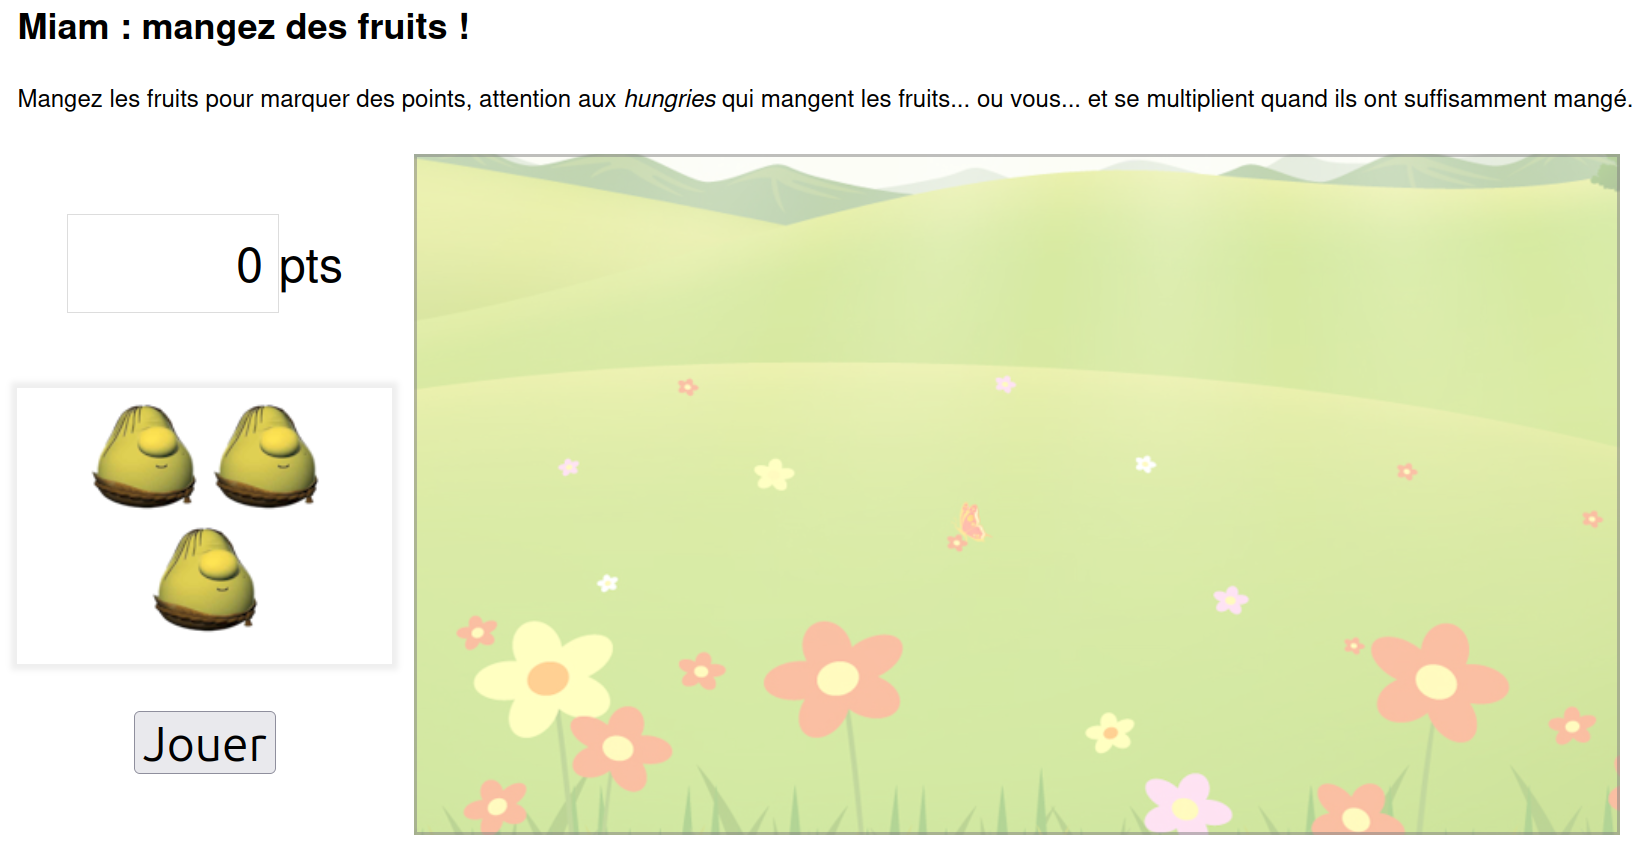 Miam : mangez des fruits !
Mangez les fruits pour marquer des points, attention aux hungries qui mangent les fruits... ou vous... et se multiplient quand ils ont suffisamment mangé.
0 pts
Jouer